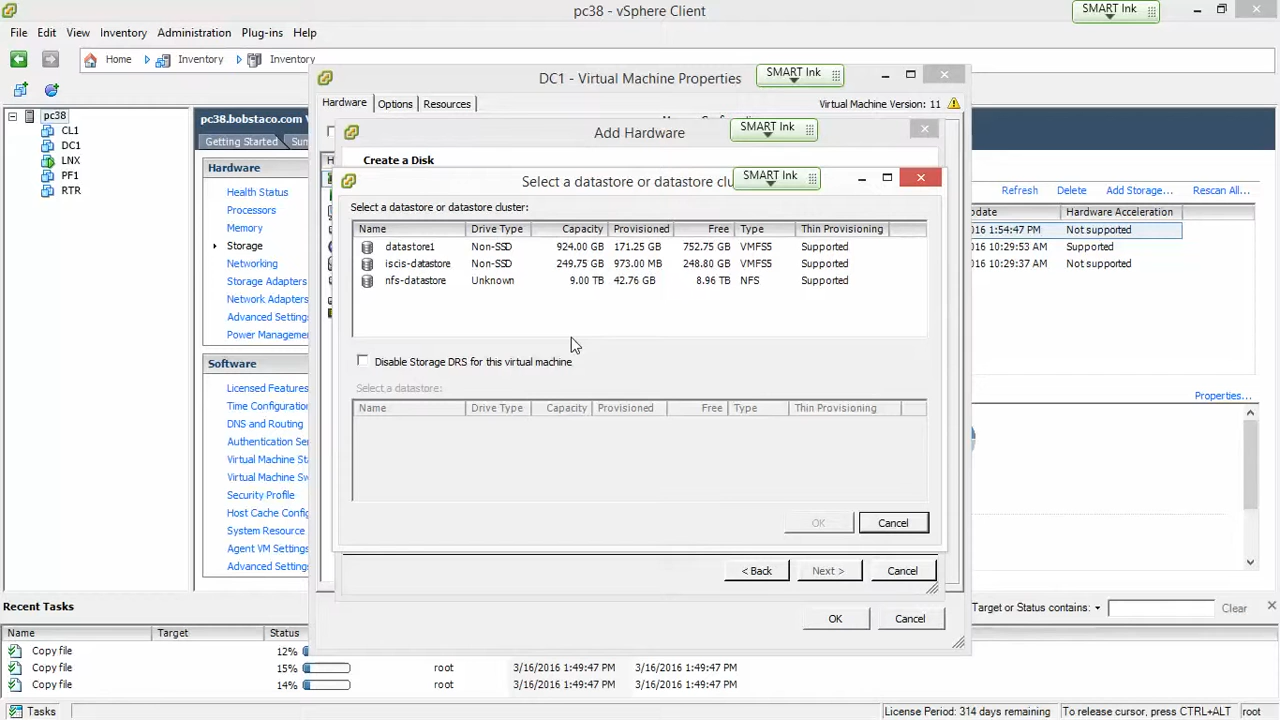 pc38 - vSphere Client
SMART Ink
File Edit View Inventory Administration Plug-ins Help
Home Inventory Inventory
pc38
CL1
DC1
LNX
PF1
RTR
pc38.bobstaco.com
Getting Started
Hardware
Health Status
Processors
Memory
Storage
Networking
Storage Adapters
Network Adapters
Advanced Settings
Power Management
Software
Licensed Features
Time Configuration
DNS and Routing
Authentication Se
Virtual Machine St
Virtual Machine Sw
Security Profile
Host Cache Config
System Resource
Agent VM Settings
Advanced Settings
DC1 - Virtual Machine Properties
SMART Ink
Hardware Options Resources Virtual Machine Version: 11
Add Hardware
SMART Ink
Create a Disk
Select a datastore or datastore clu
SMART Ink
Select a datastore or datastore cluster:
Name Drive Type Capacity Provisioned Free Type Thin Provisioning
datastore1 Non-SSD 924.00 GB 171.25 GB 752.75 GB VMFS5 Supported
iscis-datastore Non-SSD 249.75 GB 973.00 MB 248.80 GB VMFS5 Supported
nfs-datastore Unknown 9.00 TB 42.76 GB 8.96 TB NFS Supported
Disable Storage DRS for this virtual machine
Select a datastore:
Name Drive Type Capacity Provisioned Free Type Thin Provisioning
OK Cancel
< Back Next > Cancel
OK Cancel
Refresh Delete Add Storage... Rescan All...
pdate Hardware Acceleration
2016 1:54:47 PM Not supported
2016 10:29:53 AM Supported
2016 10:29:37 AM Not supported
Properties...
Recent Tasks
Target or Status contains: Clear
Name Target Status
Copy file 12%
Copy file 15% root 3/16/2016 1:49:47 PM 3/16/2016 1:49:47 PM
Copy file 14% root 3/16/2016 1:49:47 PM 3/16/2016 1:49:47 PM
Tasks License Period: 314 days remaining To release cursor, press CTRL+ALT root